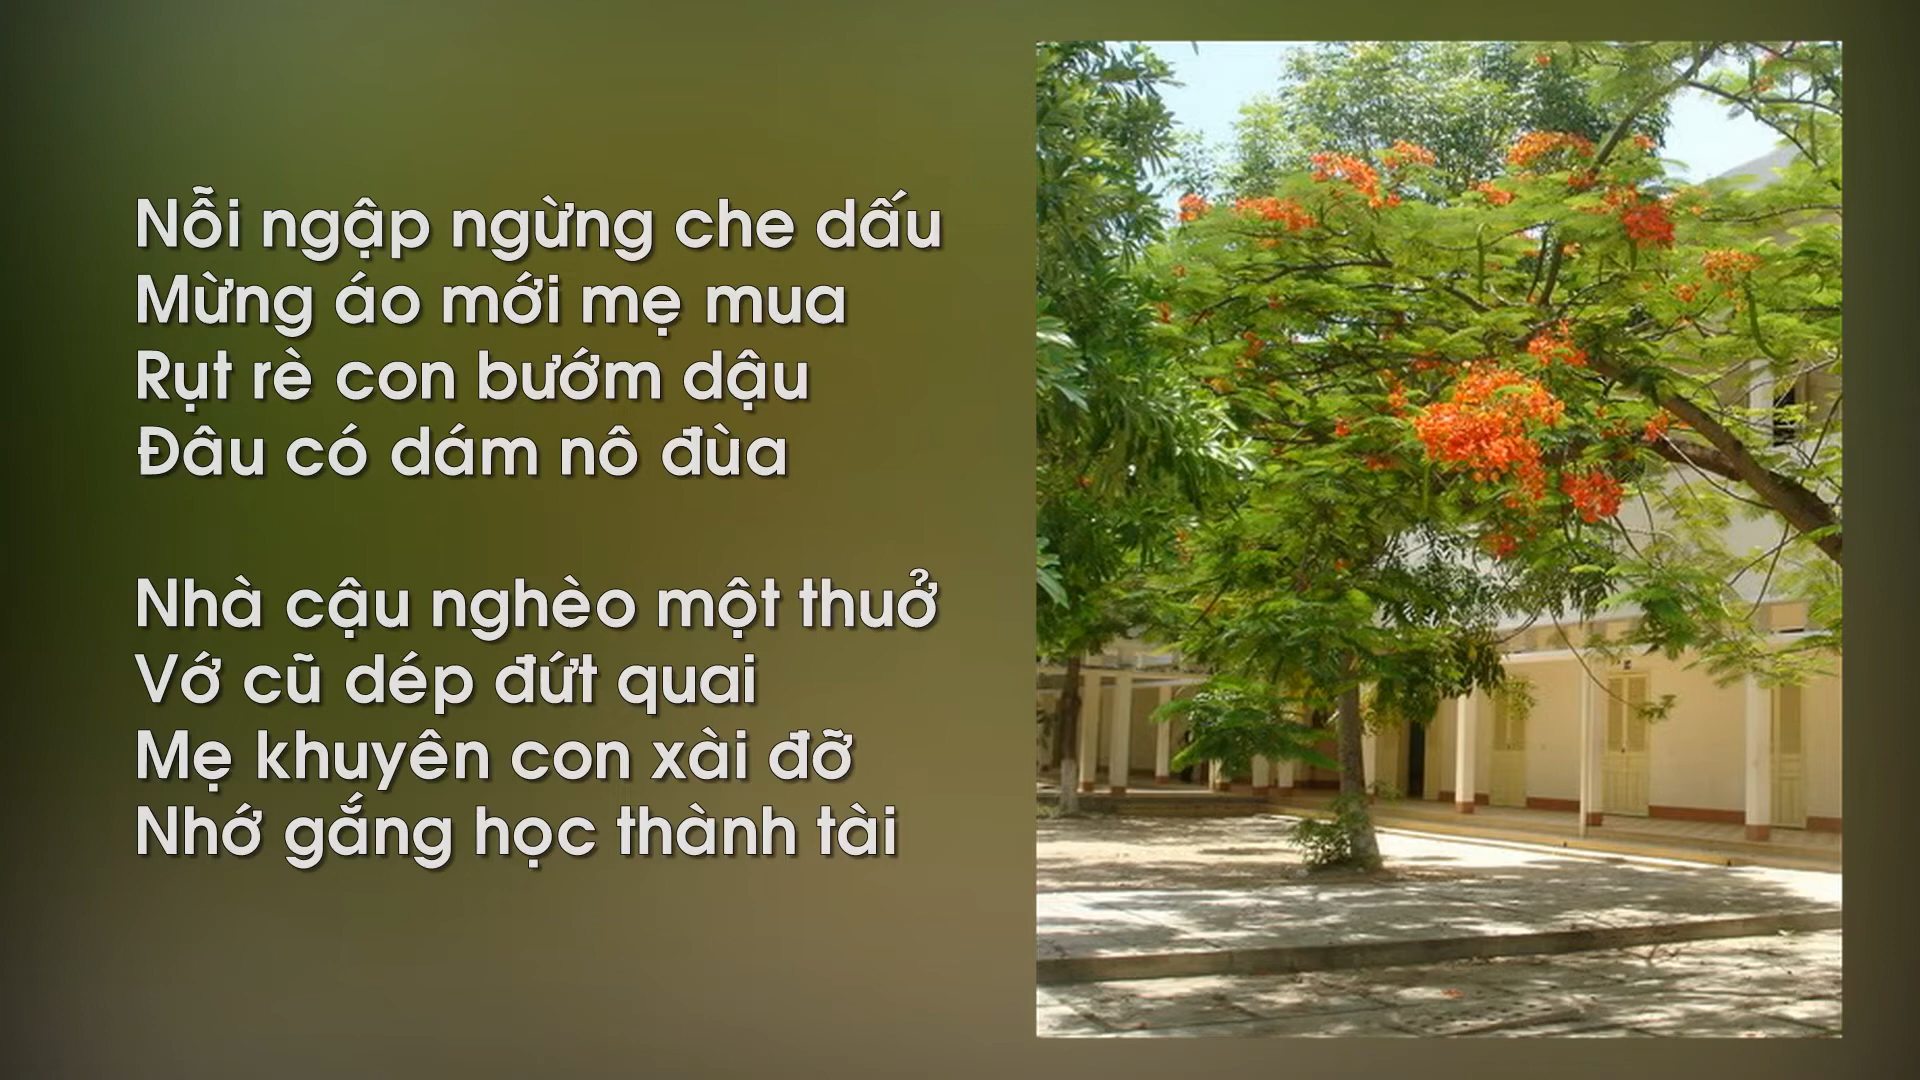 Nỗi ngập ngừng che dấu
Mừng áo mới mẹ mua
Rụt rè con bướm dậu
Đâu có dám nô đùa
Nhà cậu nghèo một thuở
Vớ cũ dép đứt quai
Mẹ khuyên con xài đỡ
Nhớ gắng học thành tài